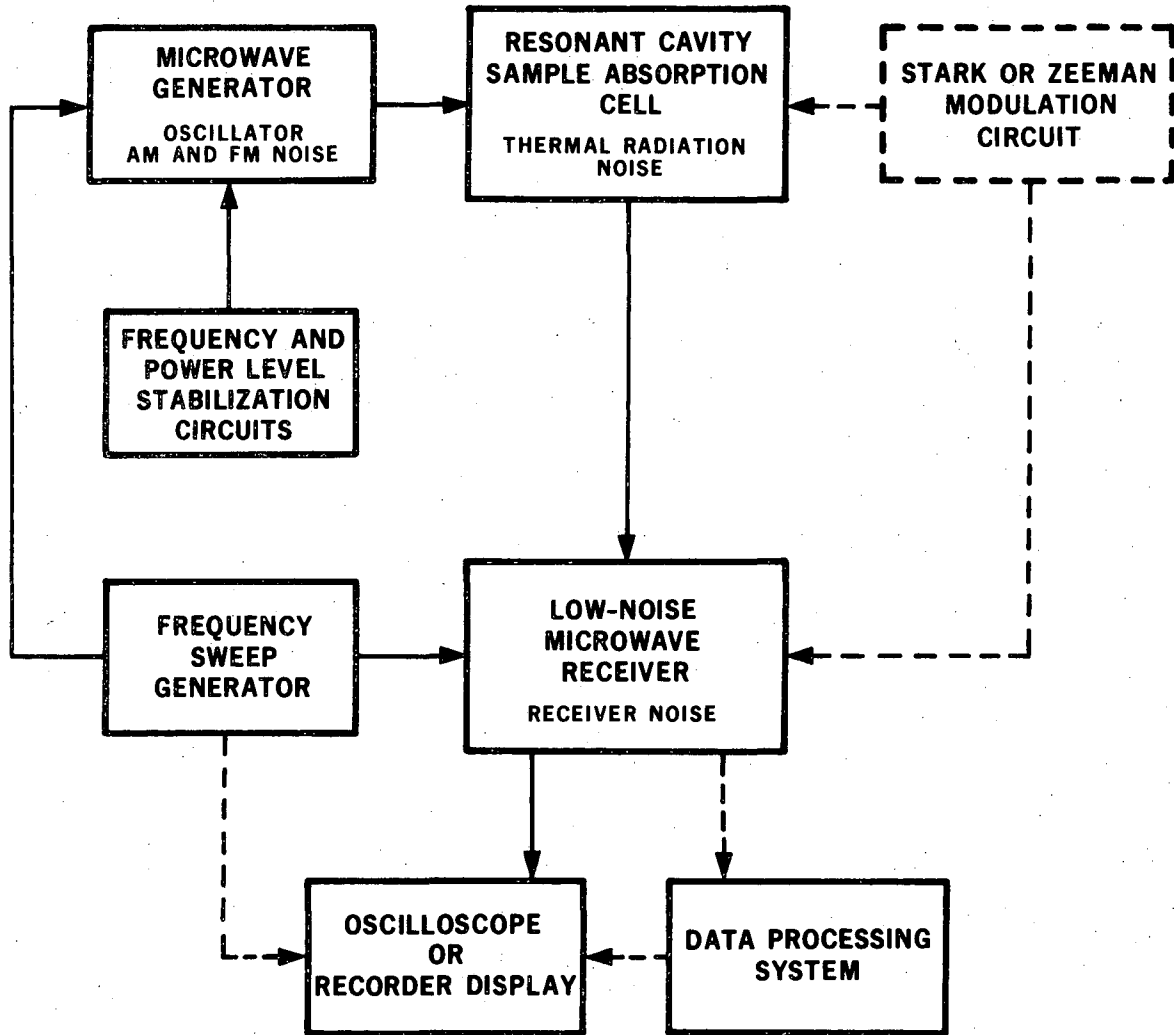 MICROWAVE
GENERATOR
OSCILLATOR
AM AND FM NOISE
RESONANT CAVITY
SAMPLE ABSORPTION
CELL
THERMAL RADIATION
NOISE
STARK OR ZEEMAN
MODULATION
CIRCUIT
FREQUENCY AND
POWER LEVEL
STABILIZATION
CIRCUITS
FREQUENCY
SWEEP
GENERATOR
LOW-NOISE
MICROWAVE
RECEIVER
RECEIVER NOISE
OSCILLOSCOPE
OR
RECORDER DISPLAY
DATA PROCESSING
SYSTEM